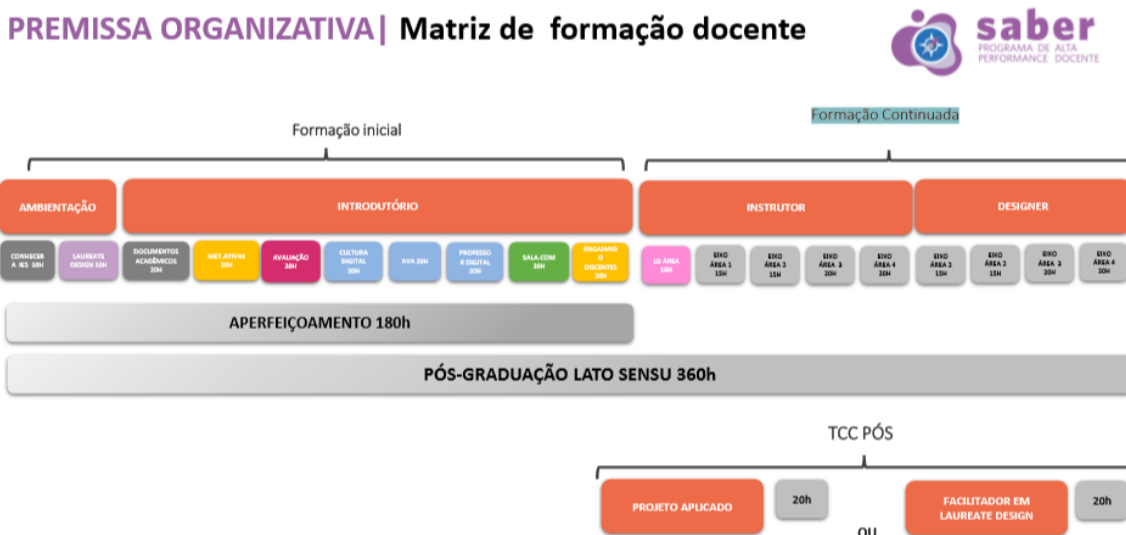 PREMISSA ORGANIZATIVA| Matriz de formação docente
saber
PROGRAMA DE ALTA
PERFORMANCE DOCENTE
Formação inicial
Formação Continuada
AMBIENTAÇÃO
INTRODUTÓRIO
INSTRUTOR
DESIGNER
CONHECER
A IES 10H
LAUREATE
DESIGN 10H
DOCUMENTOS
ACADÊMICOS
20H
MET.ATIVAS
20H
AVALIAÇÃO
20H
CULTURA
DIGITAL
20H
AVA 20H
PROFESSO
R DIGITAL
20H
SALA.COM
20H
ENGAJAND
O
DISCENTES
20H
LD ÁREA
10H
EIXO
ÁREA 1
15H
EIXO
ÁREA 2
15H
EIXO
ÁREA 3
20H
EIXO
ÁREA 4
20H
EIXO
ÁREA 2
15H
EIXO
ÁREA 2
15H
EIXO
ÁREA 3
20H
EIXO
ÁREA 4
20H
APERFEIÇOAMENTO 180h
PÓS-GRADUAÇÃO LATO SENSU 360h
TCC PÓS
PROJETO APLICADO
20h
OU
FACILITADOR EM
LAUREATE DESIGN
20h